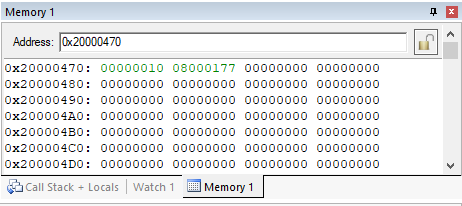 Memory 1
Address: 0x20000470
0x20000470: 00000010 08000177 00000000 00000000
0x20000480: 00000000 00000000 00000000 00000000
0x20000490: 00000000 00000000 00000000 00000000
0x200004A0: 00000000 00000000 00000000 00000000
0x200004B0: 00000000 00000000 00000000 00000000
0x200004C0: 00000000 00000000 00000000 00000000
0x200004D0: 00000000 00000000 00000000 00000000
Call Stack + Locals Watch 1 Memory 1